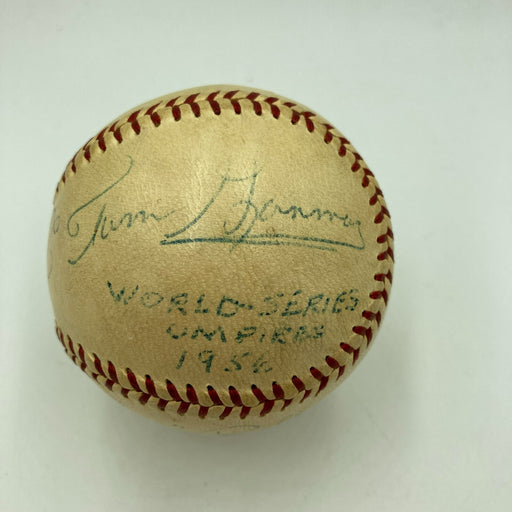 Tom Gorman
WORLD-SERIES
UMPIRES
1956